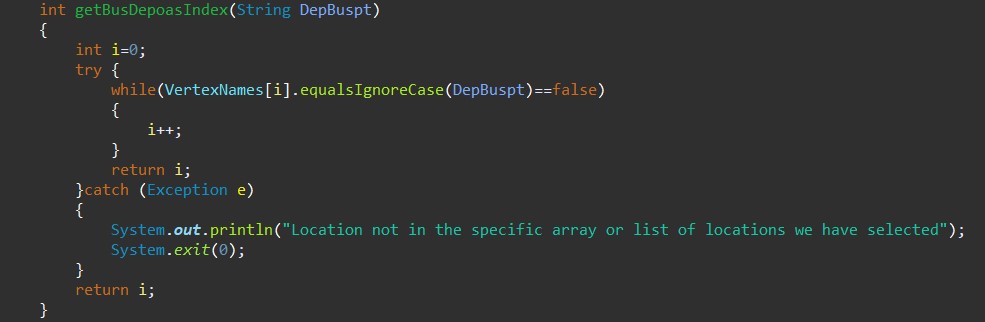 int getBusDepoasIndex(String DepBuspt)
{
int i=0;
try {
while(VertexNames[i].equalsIgnoreCase(DepBuspt)==false)
{
i++;
}
return i;
}catch (Exception e)
{
System.out.println("Location not in the specific array or list of locations we have selected");
System.exit(0);
}
return i;
}